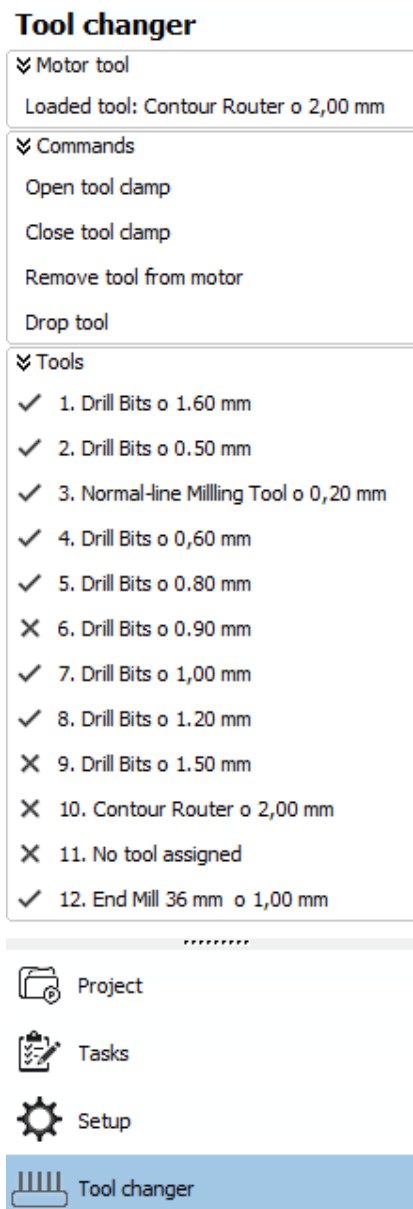 Tool changer
Motor tool
Loaded tool: Contour Router o 2,00 mm
Commands
Open tool clamp
Close tool clamp
Remove tool from motor
Drop tool
Tools
1. Drill Bits o 1.60 mm
2. Drill Bits o 0.50 mm
3. Normal-line Millling Tool o 0,20 mm
4. Drill Bits o 0,60 mm
5. Drill Bits o 0.80 mm
6. Drill Bits o 0.90 mm
7. Drill Bits o 1,00 mm
8. Drill Bits o 1.20 mm
9. Drill Bits o 1.50 mm
10. Contour Router o 2,00 mm
11. No tool assigned
12. End Mill 36 mm  o 1,00 mm
P Project
Tasks
Setup
Tool changer